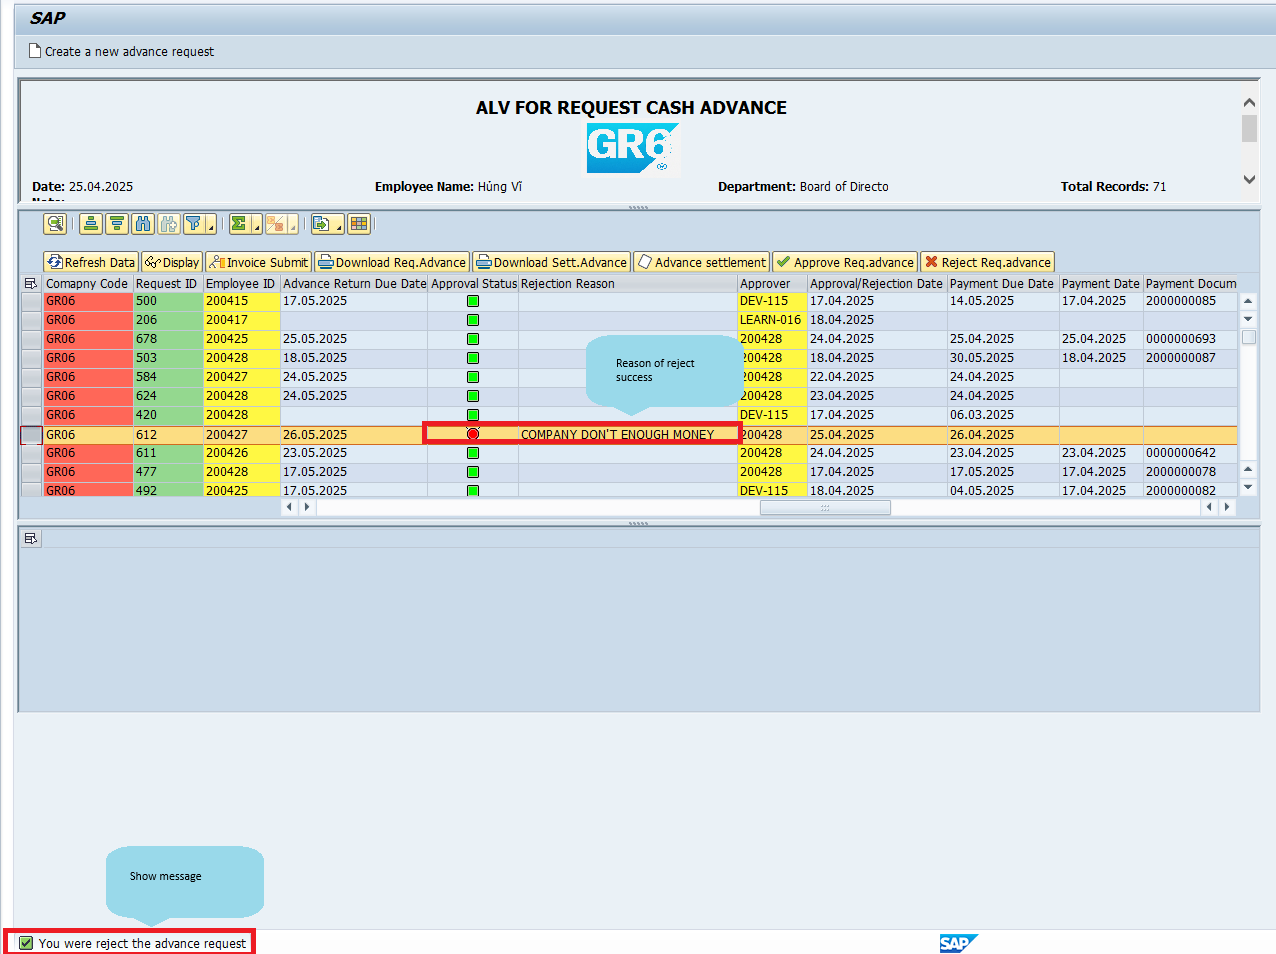 SAP
Create a new advance request
ALV FOR REQUEST CASH ADVANCE
GR6
Date: 25.04.2025 Employee Name: Hùng Vĩ Department: Board of Directo Total Records: 71
Refresh Data Display Invoice Submit Download Req.Advance Download Sett.Advance Advance settlement Approve Req.advance Reject Req.advance
Comapny Code Request ID Employee ID Advance Return Due Date Approval Status Rejection Reason Approver Approval/Rejection Date Payment Due Date Payment Date Payment Docum
GR06 500 200415 17.05.2025 DEV-115 17.04.2025 14.05.2025 17.04.2025 2000000085
GR06 206 200417 LEARN-016 18.04.2025
GR06 678 200425 25.05.2025 200428 24.04.2025 25.04.2025 25.04.2025 0000000693
GR06 503 200428 18.05.2025 200428 18.04.2025 30.05.2025 18.04.2025 2000000087
GR06 584 200427 24.05.2025 200428 22.04.2025 24.04.2025
GR06 624 200428 24.05.2025 200428 23.04.2025 24.04.2025
GR06 420 200428 DEV-115 17.04.2025 06.03.2025
GR06 612 200427 26.05.2025 COMPANY DON'T ENOUGH MONEY 200428 25.04.2025 26.04.2025
GR06 611 200426 23.05.2025 200428 24.04.2025 23.04.2025 23.04.2025 0000000642
GR06 477 200428 17.05.2025 200428 17.04.2025 17.05.2025 17.04.2025 2000000078
GR06 492 200425 17.05.2025 DEV-115 18.04.2025 04.05.2025 17.04.2025 2000000082
Reason of reject
success
Show message
You were reject the advance request
SAP